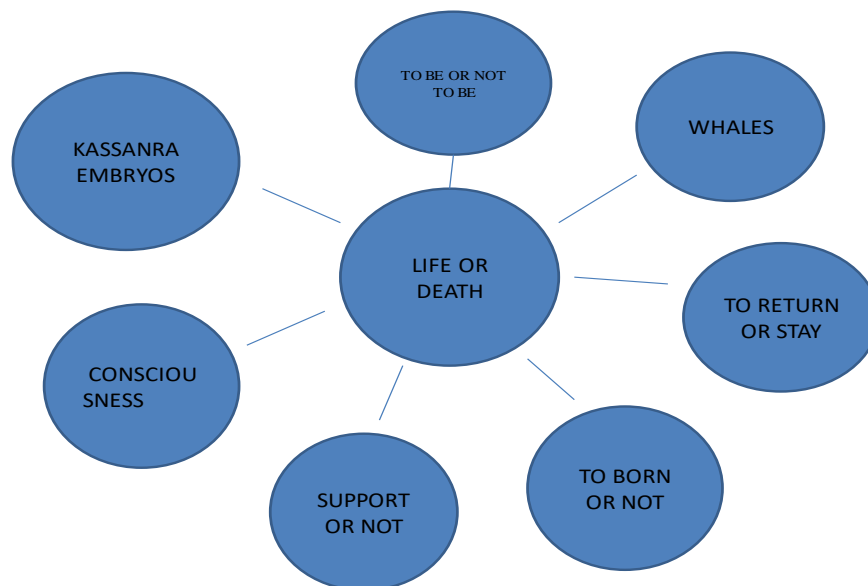 TO BE OR NOT
TO BE
WHALES
KASSANRA
EMBRYOS
LIFE OR
DEATH
TO RETURN
OR STAY
CONSCIOU
SNESS
SUPPORT
OR NOT
TO BORN
OR NOT